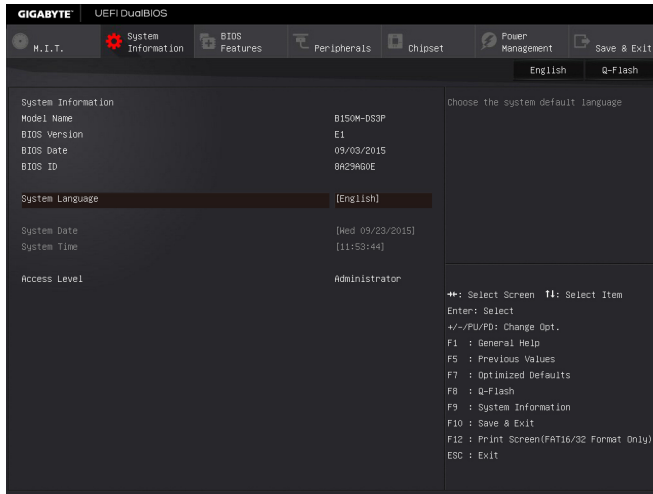 GIGABYTE™ UEFI DualBIOS
M.I.T. System Information BIOS Features Peripherals Chipset Power Management Save & Exit
English Q-Flash
System Information
Model Name B150M-DS3P
BIOS Version E1
BIOS Date 09/03/2015
BIOS ID 8A29AG0E
System Language [English]
System Date [Wed 09/23/2015]
System Time [11:53:44]
Access Level Administrator
Choose the system default language
→←: Select Screen ↑↓: Select Item
Enter: Select
+/-/PU/PD: Change Opt.
F1 : General Help
F5 : Previous Values
F7 : Optimized Defaults
F8 : Q-Flash
F9 : System Information
F10 : Save & Exit
F12 : Print Screen(FAT16/32 Format Only)
ESC : Exit